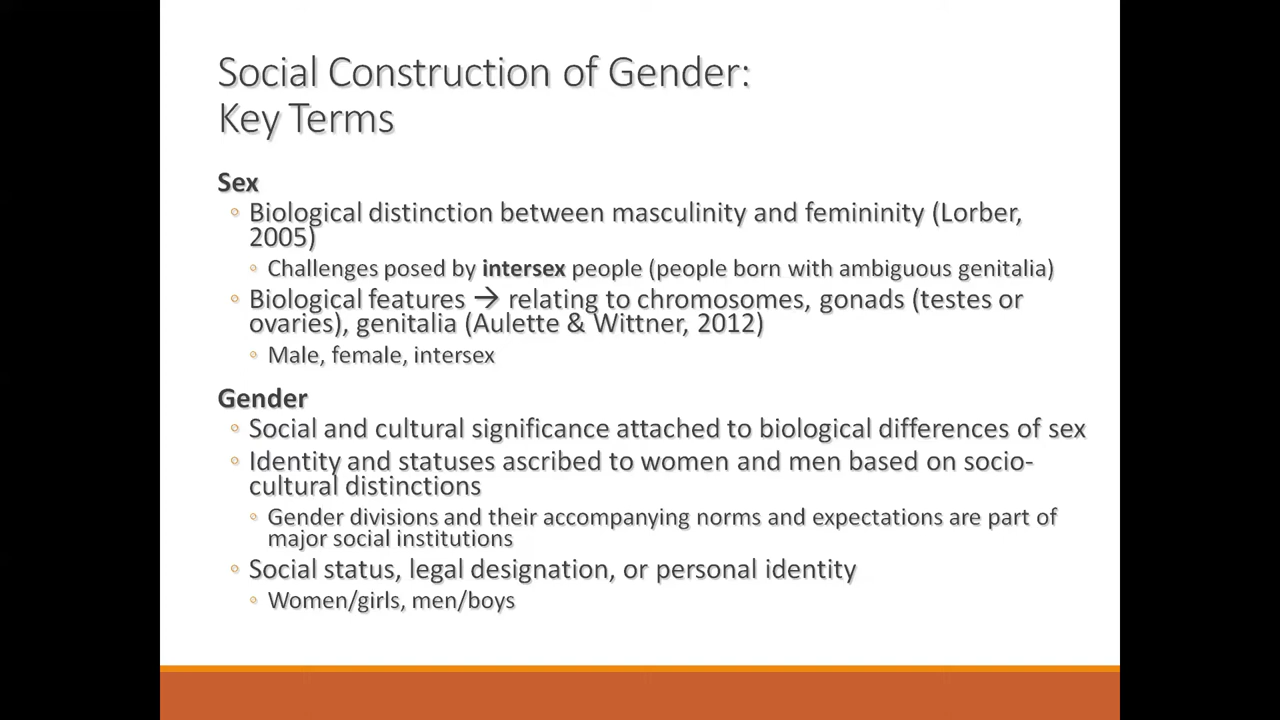 Social Construction of Gender:
Key Terms
Sex
◦ Biological distinction between masculinity and femininity (Lorber,
2005)
◦ Challenges posed by intersex people (people born with ambiguous genitalia)
◦ Biological features → relating to chromosomes, gonads (testes or
ovaries), genitalia (Aulette & Wittner, 2012)
◦ Male, female, intersex
Gender
◦ Social and cultural significance attached to biological differences of sex
◦ Identity and statuses ascribed to women and men based on socio-
cultural distinctions
◦ Gender divisions and their accompanying norms and expectations are part of
major social institutions
◦ Social status, legal designation, or personal identity
◦ Women/girls, men/boys